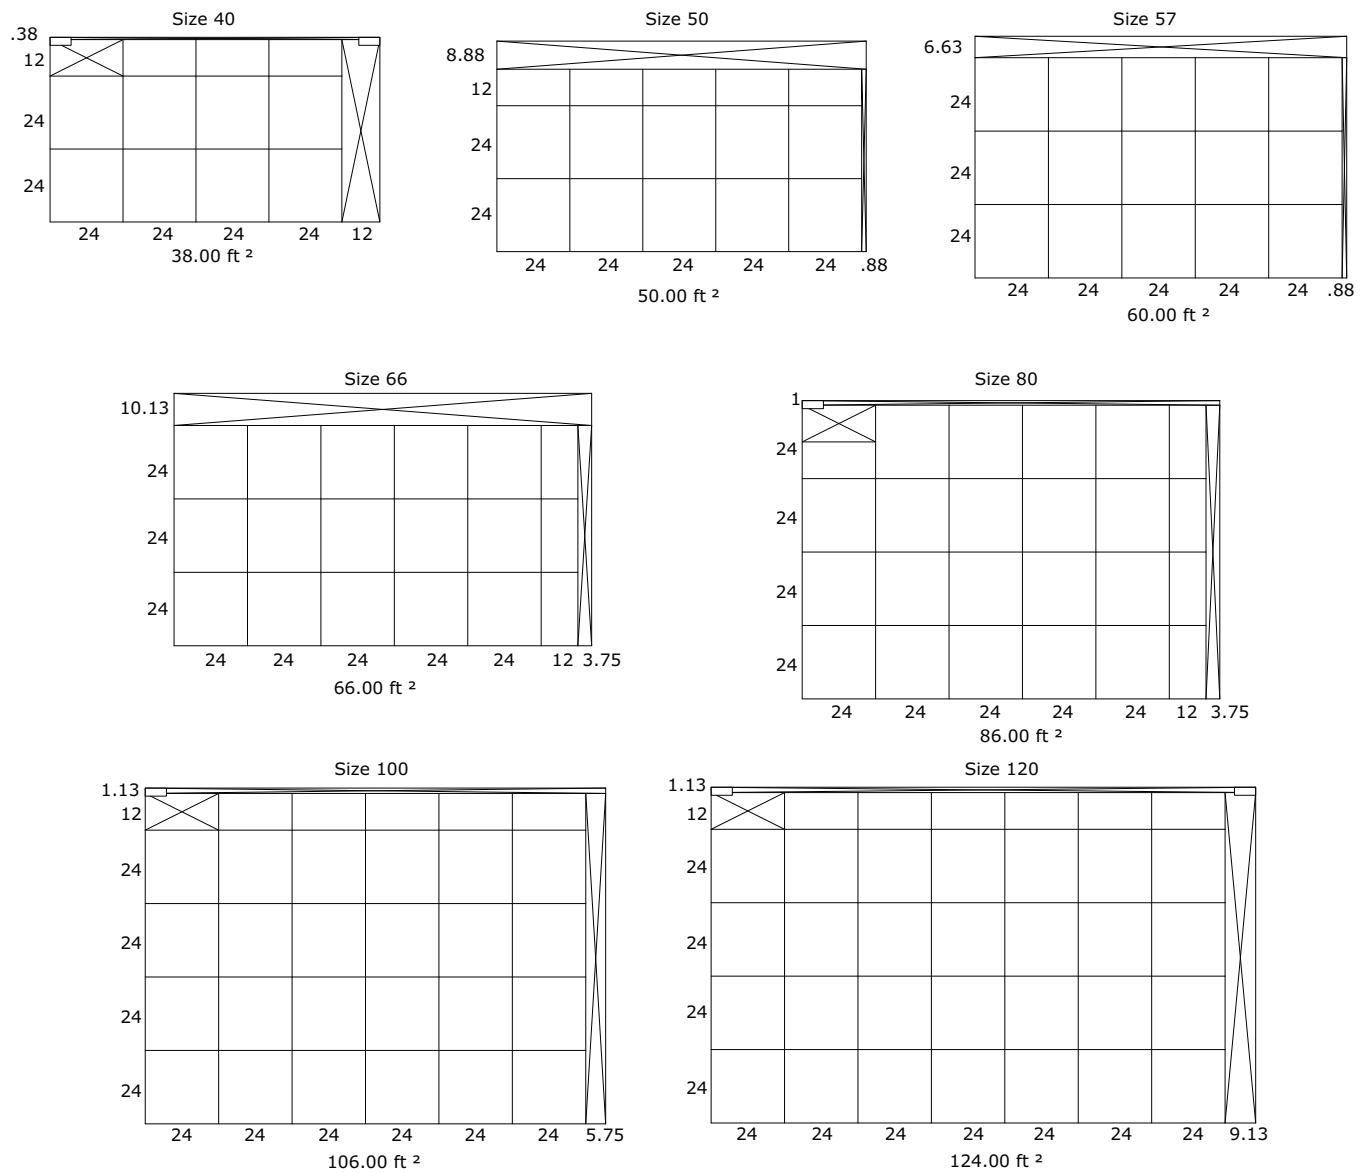 Size 40
.38
12
24
24
24 24 24 24 12
38.00 ft ²
Size 50
8.88
12
24
24
24 24 24 24 24 .88
50.00 ft ²
Size 57
6.63
24
24
24
24 24 24 24 24 .88
60.00 ft ²
Size 66
10.13
24
24
24
24 24 24 24 24 12 3.75
66.00 ft ²
Size 80
1
24
24
24
24
24 24 24 24 24 12 3.75
86.00 ft ²
Size 100
1.13
12
24
24
24
24
24 24 24 24 24 24 5.75
106.00 ft ²
Size 120
1.13
12
24
24
24
24
24 24 24 24 24 24 24 9.13
124.00 ft ²